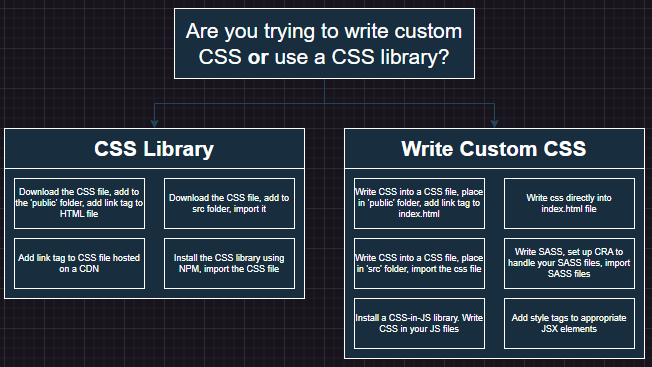 Are you trying to write custom
CSS or use a CSS library?
CSS Library
Download the CSS file, add to
the 'public' folder, add link tag to
HTML file
Download the CSS file, add to
src folder, import it
Add link tag to CSS file hosted
on a CDN
Install the CSS library using
NPM, import the CSS file
Write Custom CSS
Write CSS into a CSS file, place
in 'public' folder, add link tag to
index.html
Write css directly into
index.html file
Write CSS into a CSS file, place
in 'src' folder, import the css file
Write SASS, set up CRA to
handle your SASS files, import
SASS files
Install a CSS-in-JS library. Write
CSS in your JS files
Add style tags to appropriate
JSX elements